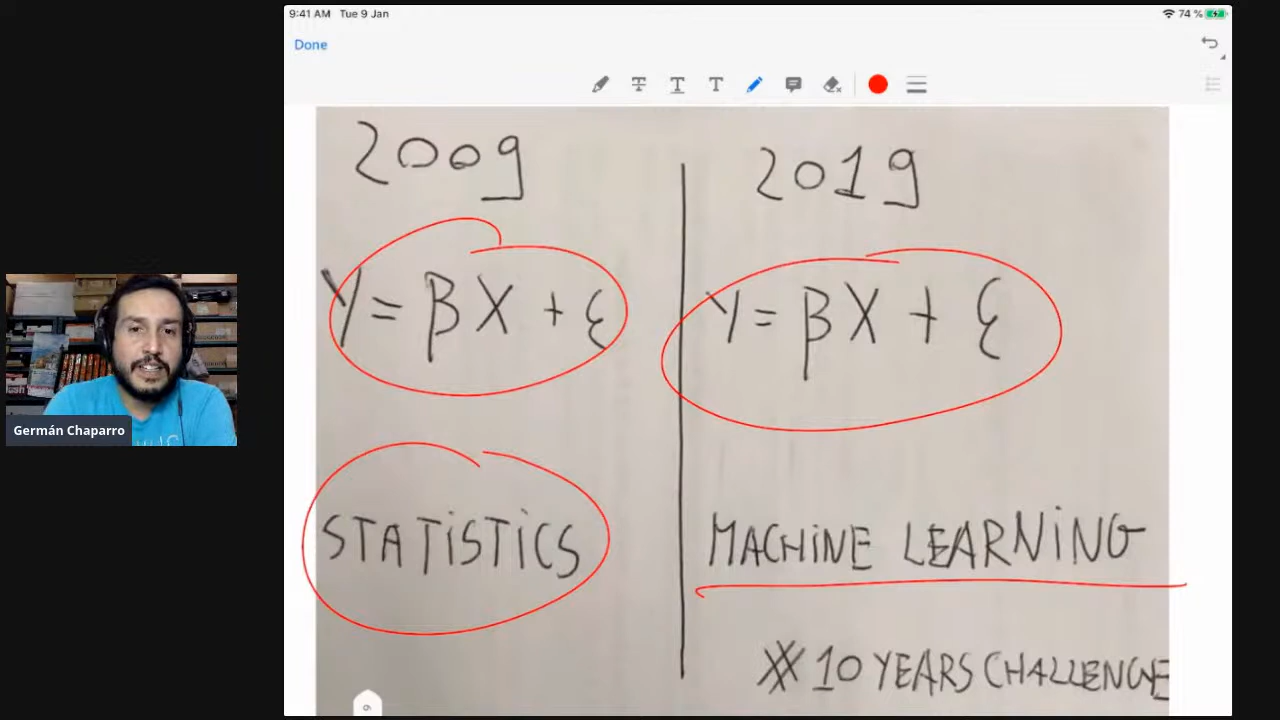 9:41 AM Tue 9 Jan
74 %
Done
T T T
2009
2019
Y = βX + ε
Y = βX + ε
Germán Chaparro
STATISTICS
MACHINE LEARNING
#10 YEARS CHALLENGE